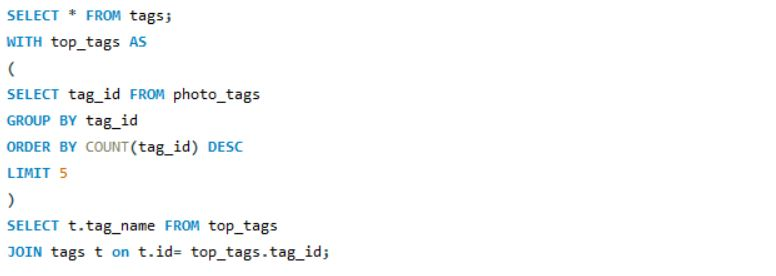 SELECT * FROM tags;
WITH top_tags AS
(
SELECT tag_id FROM photo_tags
GROUP BY tag_id
ORDER BY COUNT(tag_id) DESC
LIMIT 5
)
SELECT t.tag_name FROM top_tags
JOIN tags t on t.id= top_tags.tag_id;